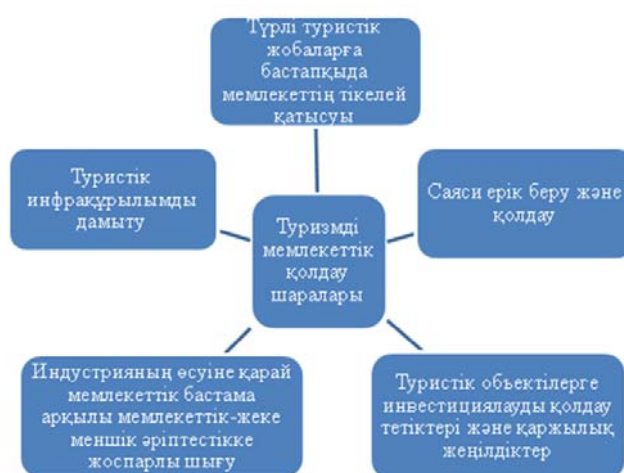 Түрлі туристік
жобаларға
бастапқыда
мемлекеттің тікелей
қатысуы
Туристік
инфрақұрылымды
дамыту
Саяси ерік беру және
қолдау
Туризмді
мемлекеттік
қолдау
шаралары
Индустрияның өсуіне қарай
мемлекеттік бастама
арқылы мемлекеттік-жеке
меншік әріптестікке
жоспарлы шығу
Туристік объектілерге
инвестициялауды қолдау
тетіктері және қаржылық
жеңілдіктер